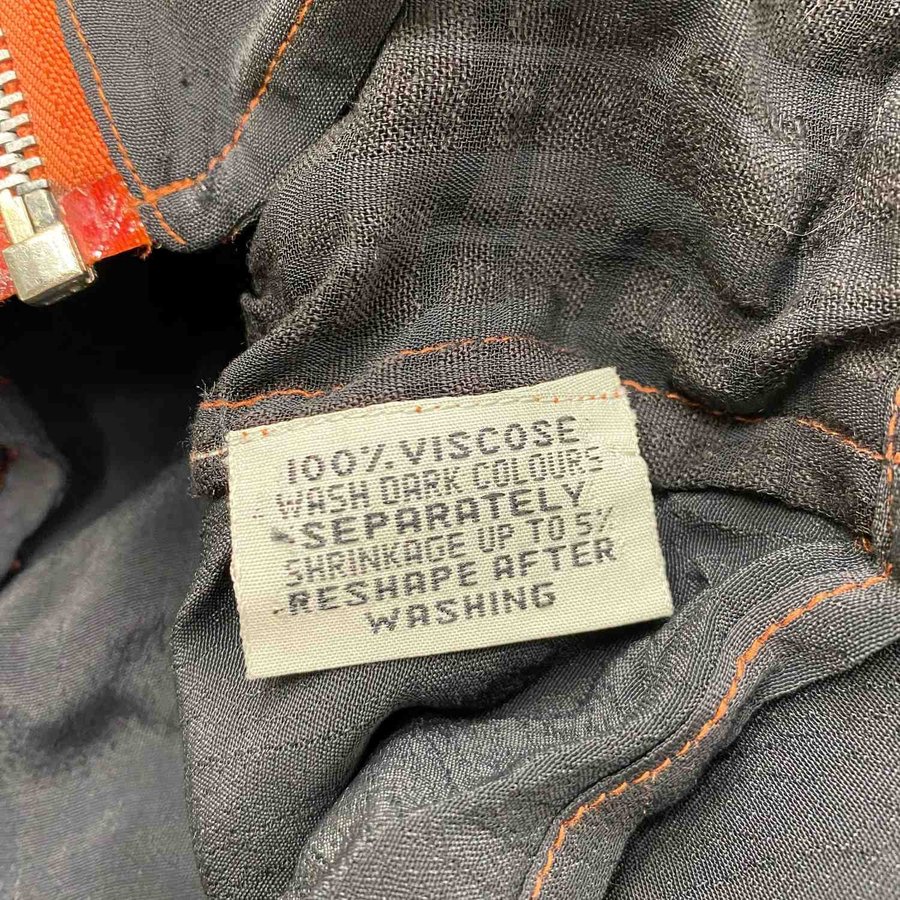 100% VISCOSE
WASH DARK COLOURS
SEPARATELY
SHRINKAGE UP TO 5%
RESHAPE AFTER
WASHING